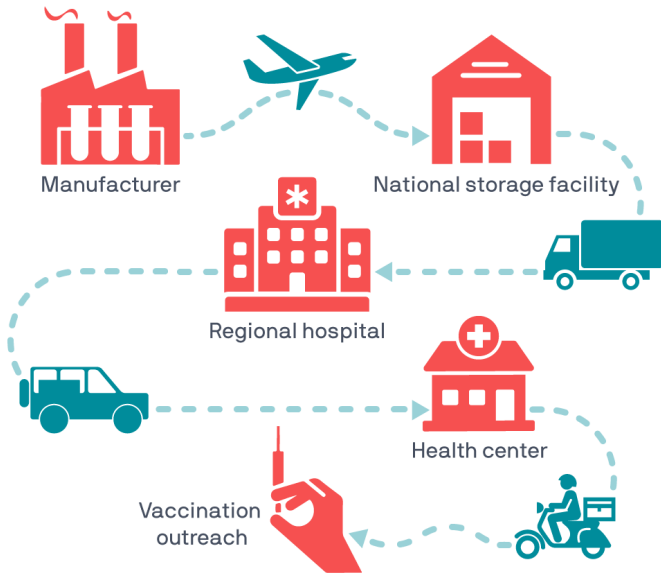 Manufacturer
National storage facility
Regional hospital
Health center
Vaccination
outreach